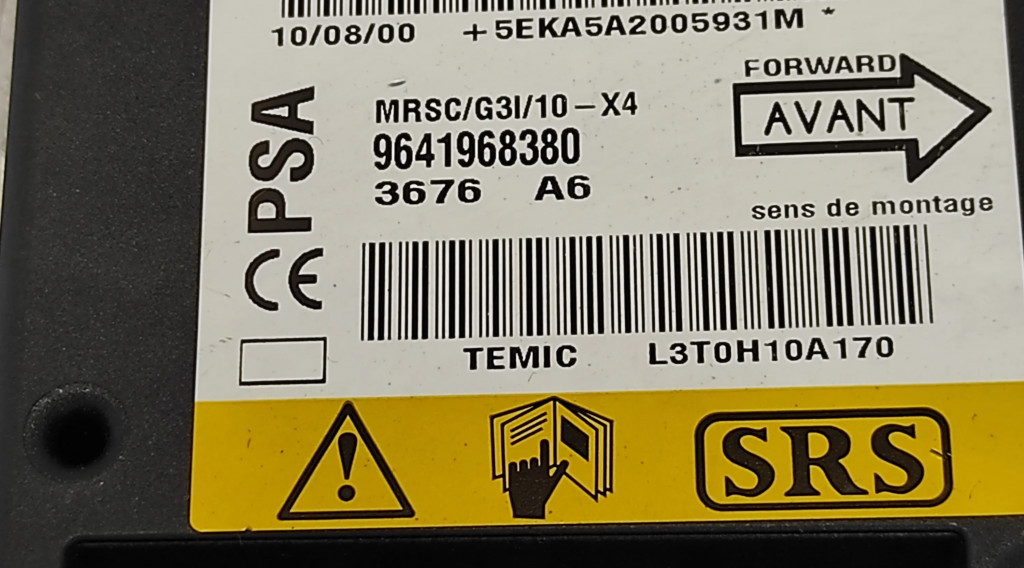 10/08/00 +5EKA5A2005931M *
FORWARD
AVANT
sens de montage
PSA
CE
MRSC/G3I/10-X4
9641968380
3676 A6
TEMIC L3T0H10A170
!
SRS